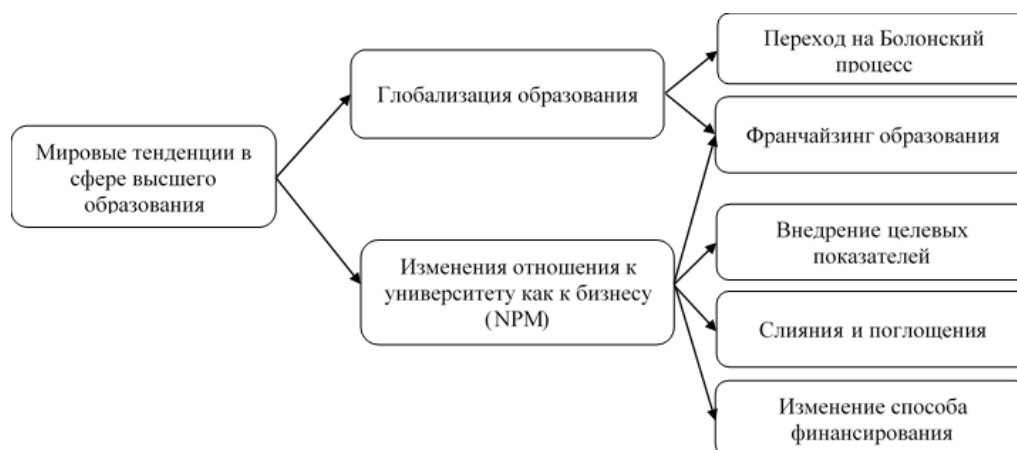 Мировые тенденции в
сфере высшего
образования
Глобализация образования
Изменения отношения к
университету как к бизнесу
(NPM)
Переход на Болонский
процесс
Франчайзинг образования
Внедрение целевых
показателей
Слияния и поглощения
Изменение способа
финансирования